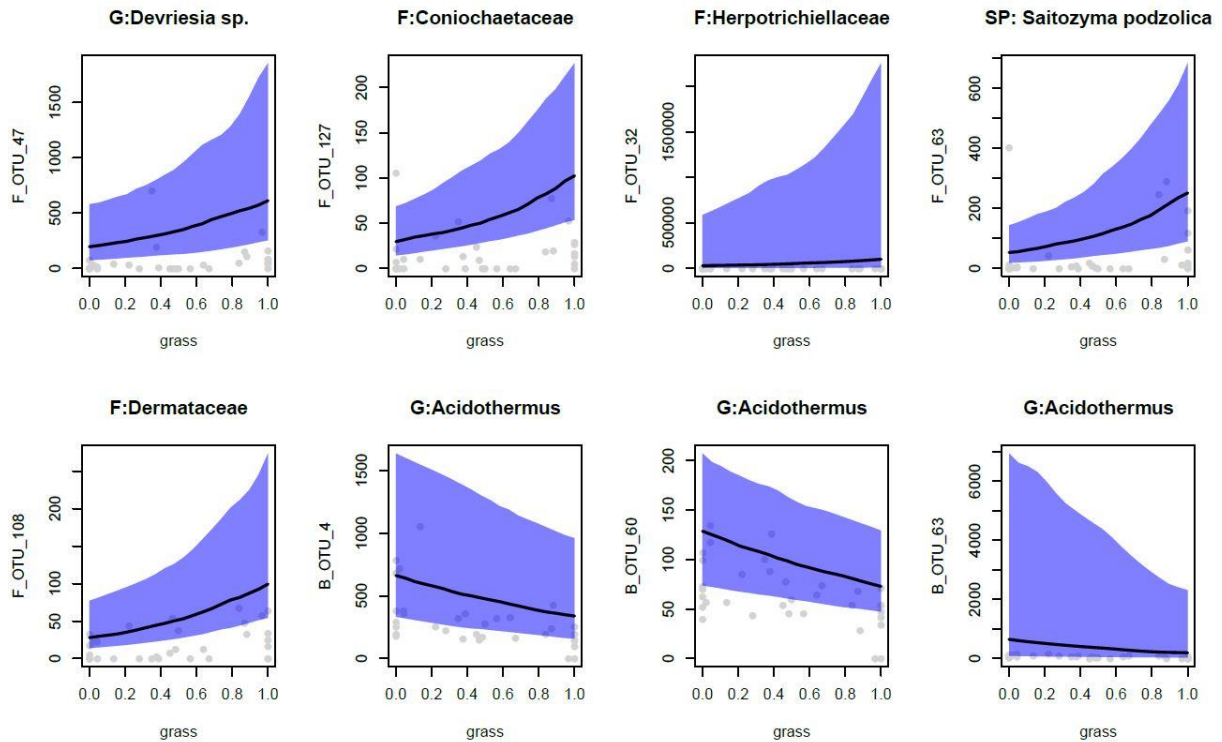 G:Devriesia sp.
F_OTU_47
0 500 1000 1500
0.0 0.2 0.4 0.6 0.8 1.0
grass
F:Coniochaetaceae
F_OTU_127
0 50 100 150 200
0.0 0.2 0.4 0.6 0.8 1.0
grass
F:Herpotrichiellaceae
F_OTU_32
0 500000 1500000
0.0 0.2 0.4 0.6 0.8 1.0
grass
SP: Saitozyma podzolica
F_OTU_63
0 200 400 600
0.0 0.2 0.4 0.6 0.8 1.0
grass
F:Dermataceae
F_OTU_108
0 50 100 200
0.0 0.2 0.4 0.6 0.8 1.0
grass
G:Acidothermus
B_OTU_4
0 500 1000 1500
0.0 0.2 0.4 0.6 0.8 1.0
grass
G:Acidothermus
B_OTU_60
0 50 100 150 200
0.0 0.2 0.4 0.6 0.8 1.0
grass
G:Acidothermus
B_OTU_63
0 2000 4000 6000
0.0 0.2 0.4 0.6 0.8 1.0
grass